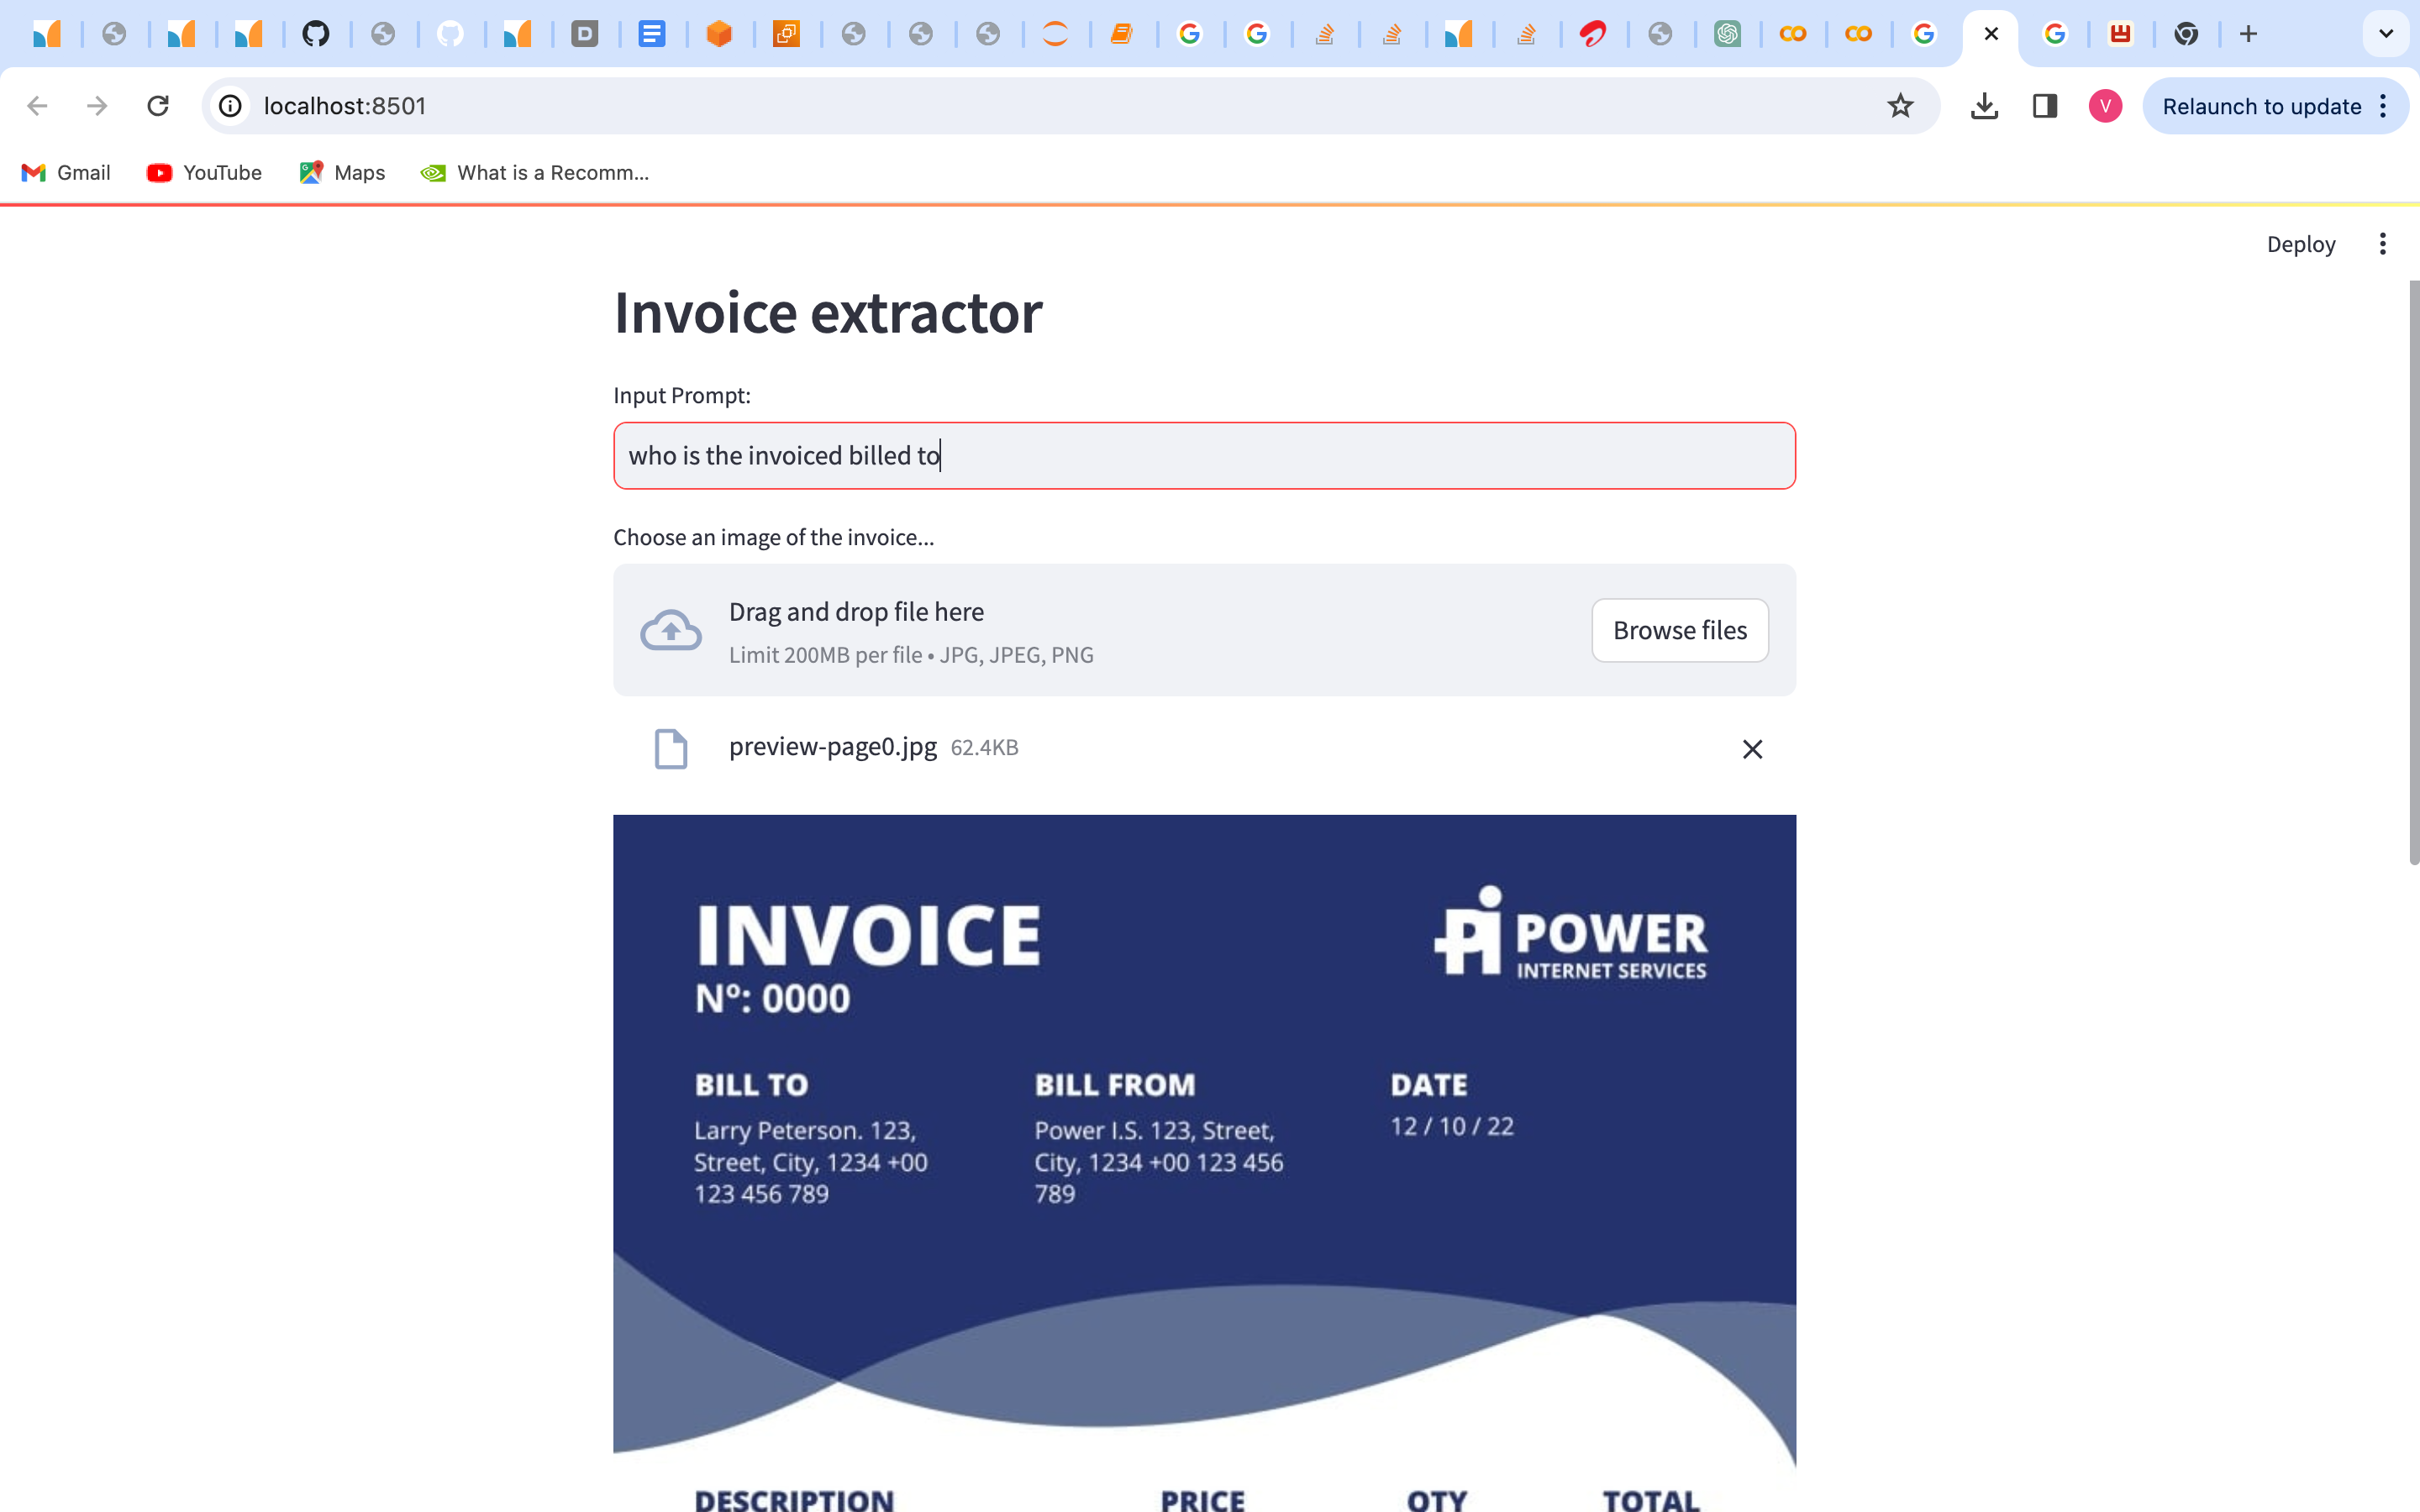 localhost:8501
V
Relaunch to update
Gmail
YouTube
Maps
What is a Recomm...
Deploy
Invoice extractor
Input Prompt:
who is the invoiced billed to
Choose an image of the invoice...
Drag and drop file here
Limit 200MB per file • JPG, JPEG, PNG
Browse files
preview-page0.jpg 62.4KB
INVOICE
Nº: 0000
Pi POWER
INTERNET SERVICES
BILL TO
Larry Peterson. 123,
Street, City, 1234 +00
123 456 789
BILL FROM
Power I.S. 123, Street,
City, 1234 +00 123 456
789
DATE
12 / 10 / 22
DESCRIPTION PRICE QTY TOTAL